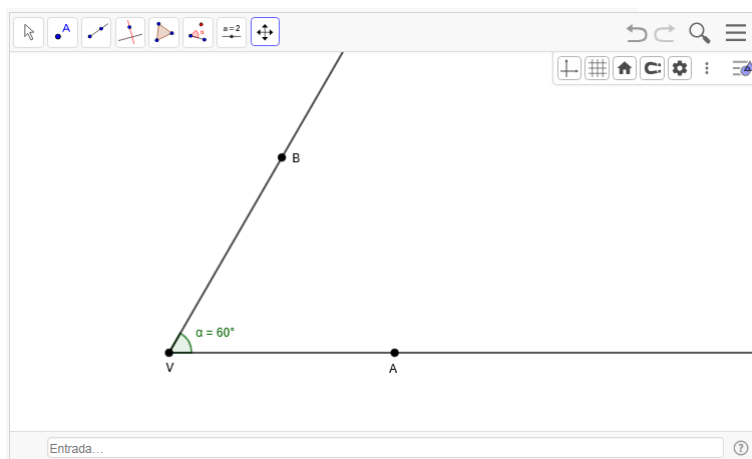 A
a=2
B
α = 60°
V
A
Entrada…